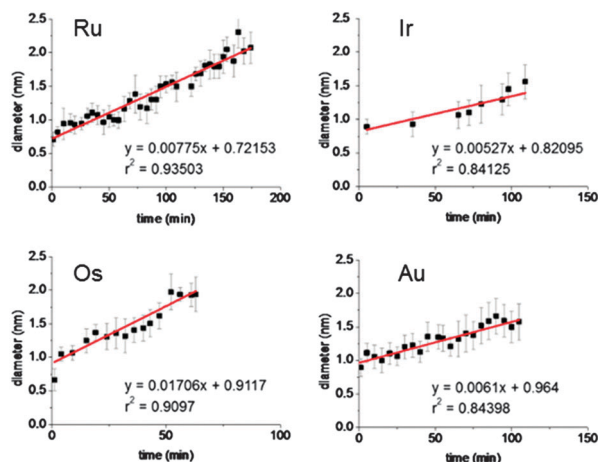 Ru
2.5
2.0
1.5
1.0
0.5
0.0
diameter (nm)
y = 0.00775x + 0.72153
r² = 0.93503
0 50 100 150 200
time (min)
Ir
2.5
2.0
1.5
1.0
0.5
0.0
diameter (nm)
y = 0.00527x + 0.82095
r² = 0.84125
0 50 100 150
time (min)
Os
2.5
2.0
1.5
1.0
0.5
0.0
diameter (nm)
y = 0.01706x + 0.9117
r² = 0.9097
0 50 100
time (min)
Au
2.5
2.0
1.5
1.0
0.5
0.0
diameter (nm)
y = 0.0061x + 0.964
r² = 0.84398
0 50 100 150
time (min)